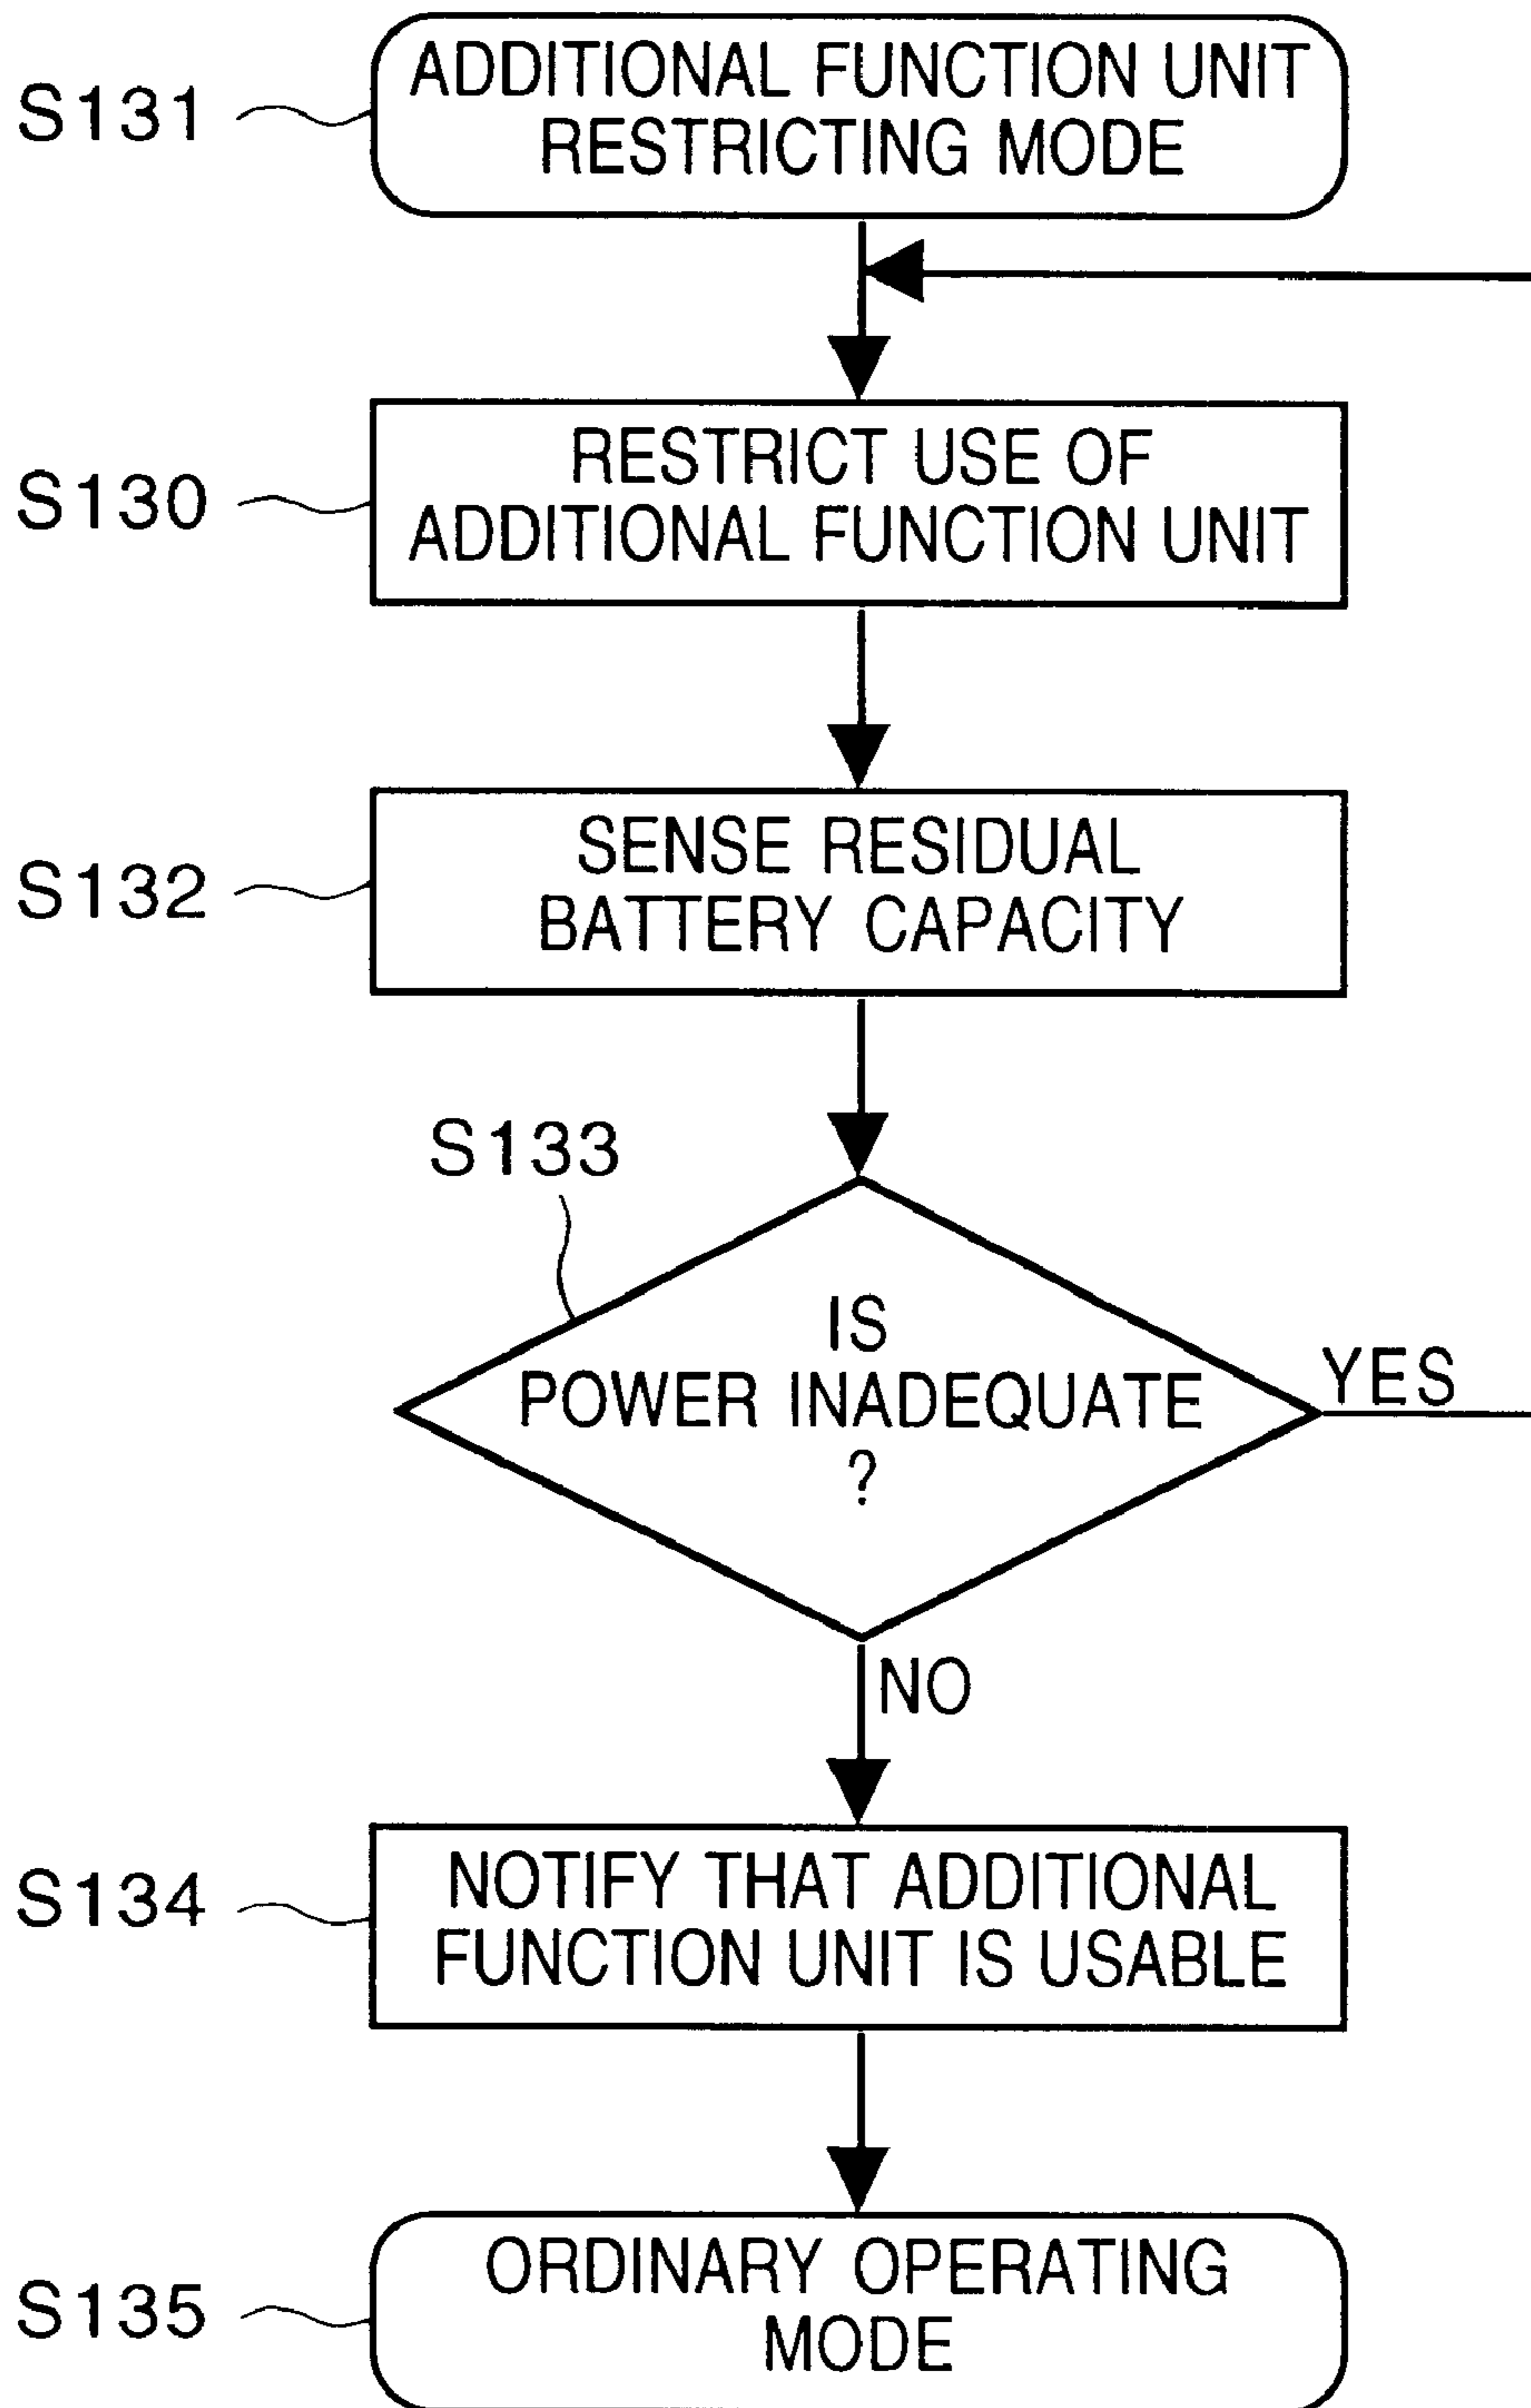 S131
ADDITIONAL FUNCTION UNIT
RESTRICTING MODE
S130
RESTRICT USE OF
ADDITIONAL FUNCTION UNIT
S132
SENSE RESIDUAL
BATTERY CAPACITY
S133
IS
POWER INADEQUATE
?
YES
NO
S134
NOTIFY THAT ADDITIONAL
FUNCTION UNIT IS USABLE
S135
ORDINARY OPERATING
MODE